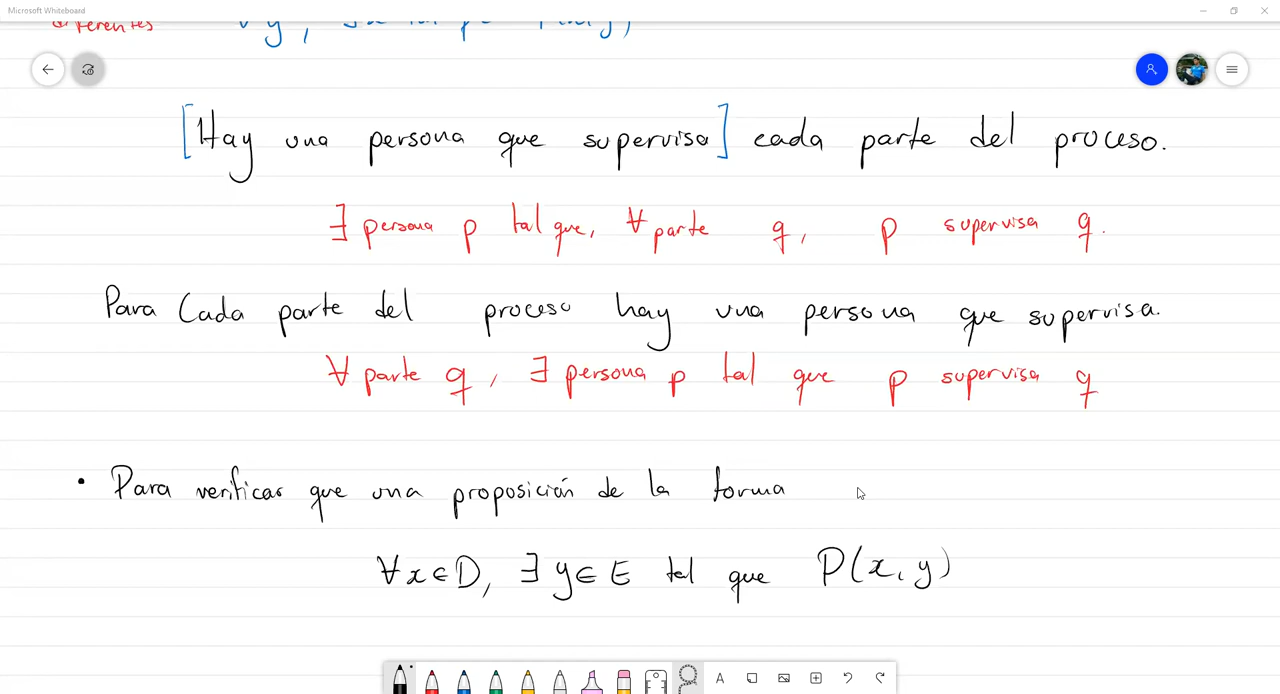 Microsoft Whiteboard
diferentes ∀ y,
[Hay una persona que supervisa] cada parte del proceso.
∃ persona p tal que, ∀ parte q, p supervisa q.
Para Cada parte del proceso hay una persona que supervisa.
∀ parte q, ∃ persona p tal que p supervisa q
• Para verificar que una proposición de la forma
∀x∈D, ∃ y∈E tal que P(x,y)
A